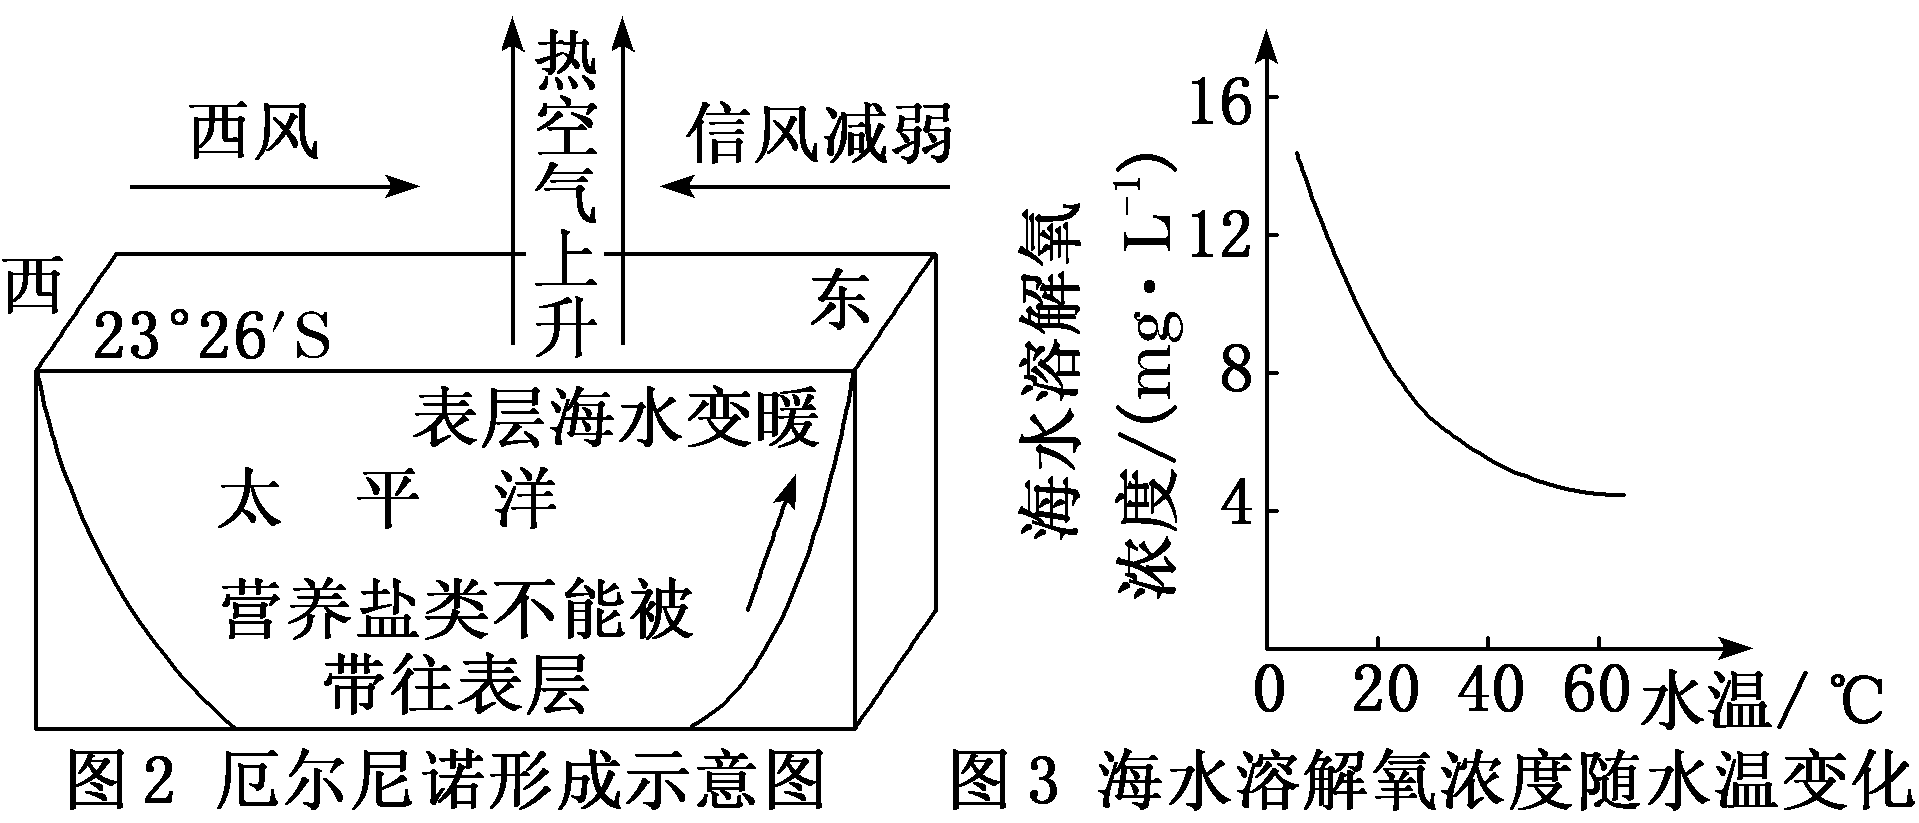 热空气上升
西风
信风减弱
西
东
23°26′S
表层海水变暖
太 平 洋
营养盐类不能被
带往表层
图2 厄尔尼诺形成示意图
海水溶解氧
浓度/(mg·L⁻¹)
16
12
8
4
0 20 40 60 水温/℃
图3 海水溶解氧浓度随水温变化